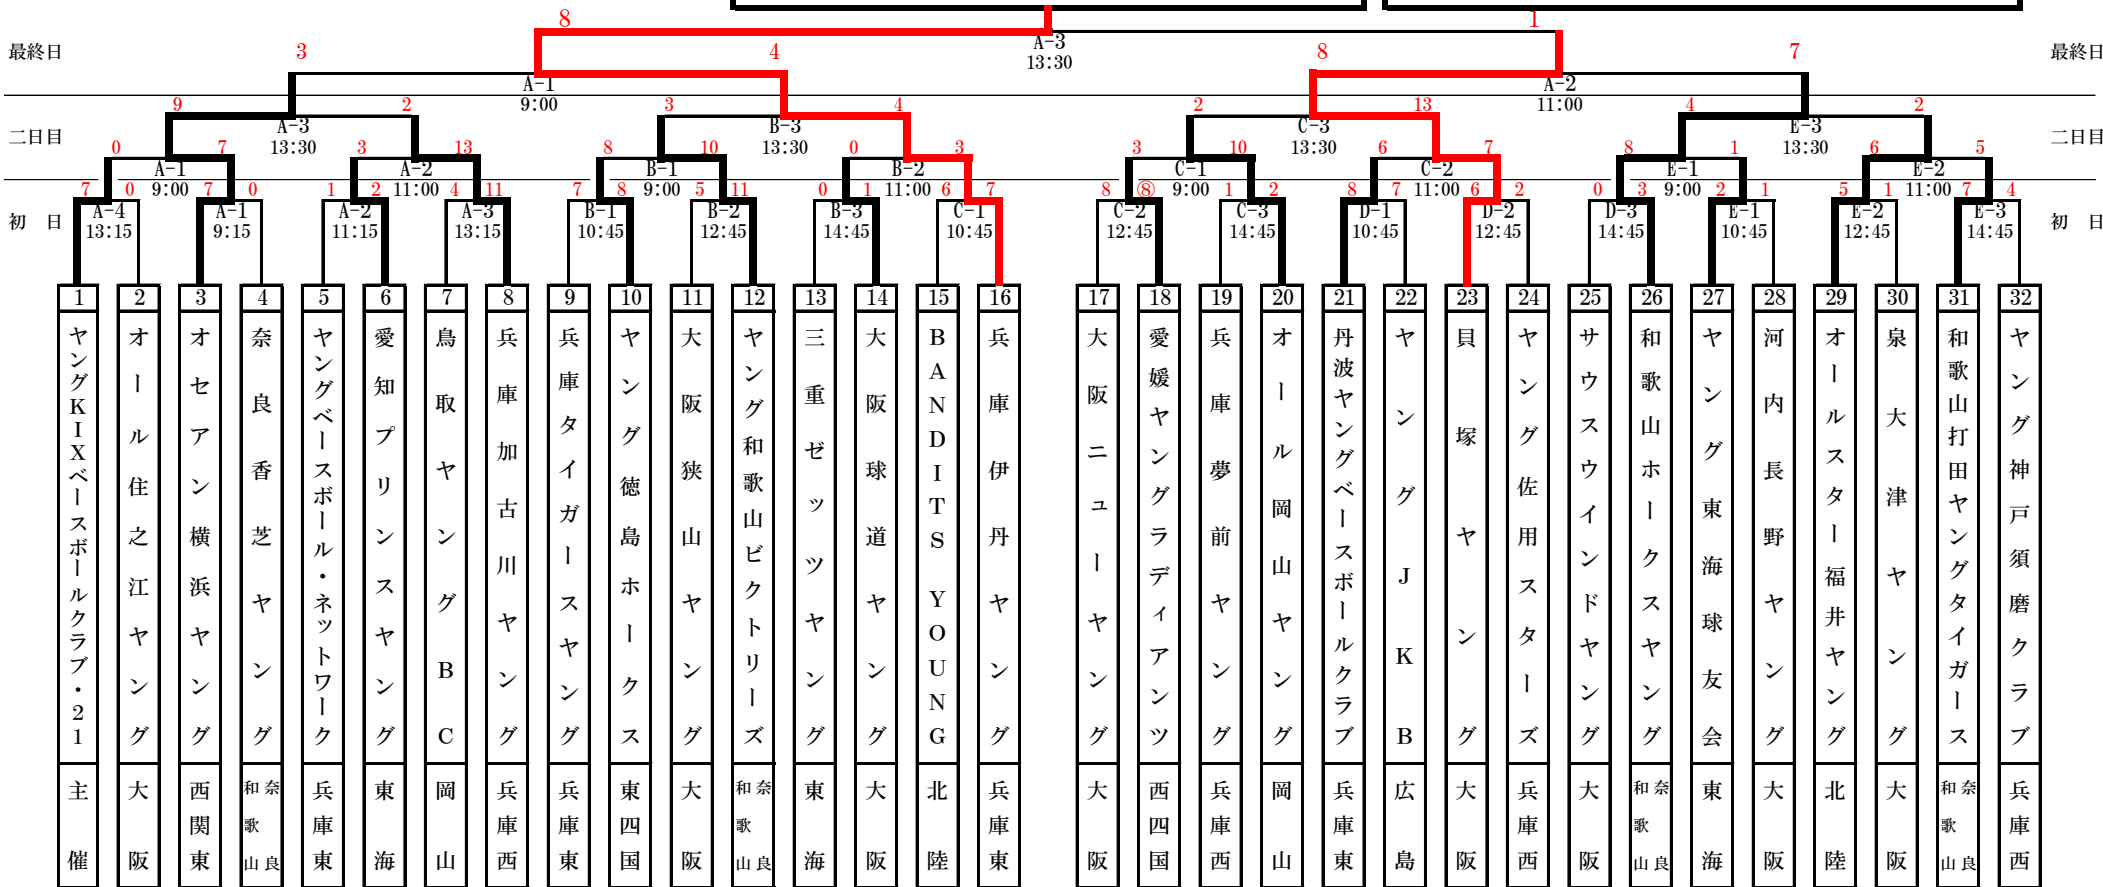 8 1
最終日 3 4 A-3 8 7 最終日
13:30
A-1 A-2
9:00 11:00
9 2 3 4 2 13 4 2
二日目 A-3 B-3 C-3 E-3 二日目
13:30 13:30 13:30 13:30
0 7 3 13 8 10 0 3 3 10 6 7 8 1 6 5
A-1 A-2 B-1 B-2 C-1 C-2 E-1 E-2
9:00 11:00 9:00 11:00 9:00 11:00 9:00 11:00
7 0 7 0 1 2 4 11 7 8 5 11 0 1 6 7 8 ⑧ 1 2 8 7 6 2 0 3 2 1 5 1 7 4
初 日 A-4 A-1 A-2 A-3 B-1 B-2 B-3 C-1 C-2 C-3 D-1 D-2 D-3 E-1 E-2 E-3 初 日
13:15 9:15 11:15 13:15 10:45 12:45 14:45 10:45 12:45 14:45 10:45 12:45 14:45 10:45 12:45 14:45
1 ヤングKIXベースボールクラブ・21 主催
2 オール住之江ヤング 大阪
3 オセアン横浜ヤング 西関東
4 奈良香芝ヤング 奈良和歌山
5 ヤングベースボール・ネットワーク 兵庫東
6 愛知プリンスヤング 東海
7 鳥取ヤングBC 岡山
8 兵庫加古川ヤング 兵庫西
9 兵庫タイガースヤング 兵庫東
10 ヤング徳島ホークス 東四国
11 大阪狭山ヤング 大阪
12 ヤング和歌山ビクトリーズ 奈良和歌山
13 三重ゼッツヤング 東海
14 大阪球道ヤング 大阪
15 BANDITS YOUNG 北陸
16 兵庫伊丹ヤング 兵庫東
17 大阪ニューヤング 大阪
18 愛媛ヤングラディアンツ 西四国
19 兵庫夢前ヤング 兵庫西
20 オール岡山ヤング 岡山
21 丹波ヤングベースボールクラブ 兵庫東
22 ヤングJKB 広島
23 貝塚ヤング 大阪
24 ヤング佐用スターズ 兵庫西
25 サウスウインドヤング 大阪
26 和歌山ホークスヤング 奈良和歌山
27 ヤング東海球友会 東海
28 河内長野ヤング 大阪
29 オールスター福井ヤング 北陸
30 泉大津ヤング 大阪
31 和歌山打田ヤングタイガース 奈良和歌山
32 ヤング神戸須磨クラブ 兵庫西